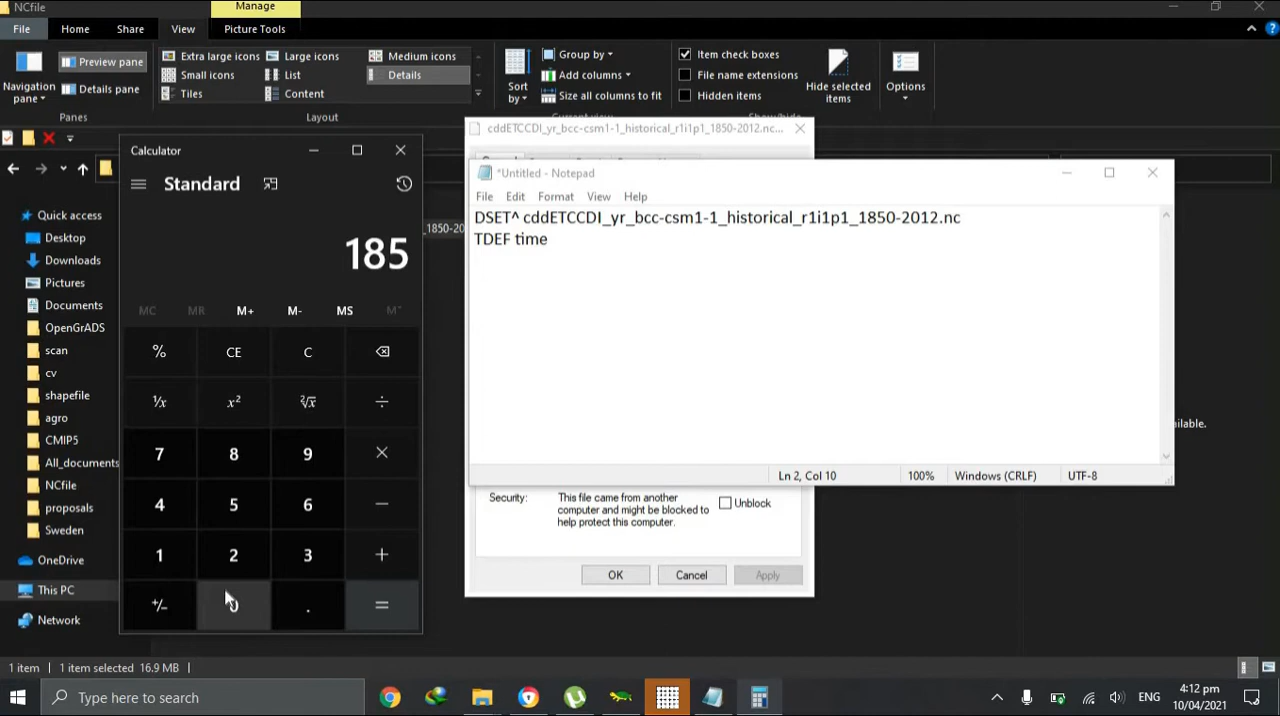 NCfile
Manage
File
Home
Share
View
Picture Tools
Navigation pane
Preview pane
Details pane
Panes
Extra large icons
Large icons
Medium icons
Small icons
List
Details
Tiles
Content
Layout
Sort by
Group by
Add columns
Size all columns to fit
Item check boxes
File name extensions
Hidden items
Hide selected items
Options
Quick access
Desktop
Downloads
Pictures
Documents
OpenGrADS
scan
cv
shapefile
agro
CMIP5
All_documents
NCfile
proposals
Sweden
OneDrive
This PC
Network
Calculator
Standard
185
MC
MR
M+
M-
MS
%
CE
C
¹/x
x²
²√x
÷
7
8
9
×
4
5
6
−
1
2
3
+
+/-
0
.
=
_1850-20
cddETCCDI_yr_bcc-csm1-1_historical_r1i1p1_1850-2012.nc...
*Untitled - Notepad
File
Edit
Format
View
Help
DSET^ cddETCCDI_yr_bcc-csm1-1_historical_r1i1p1_1850-2012.nc
TDEF time
Ln 2, Col 10
100%
Windows (CRLF)
UTF-8
Security:
This file came from another
computer and might be blocked to
help protect this computer.
Unblock
OK
Cancel
Apply
ilable.
1 item
1 item selected 16.9 MB
Type here to search
ENG
4:12 pm
10/04/2021